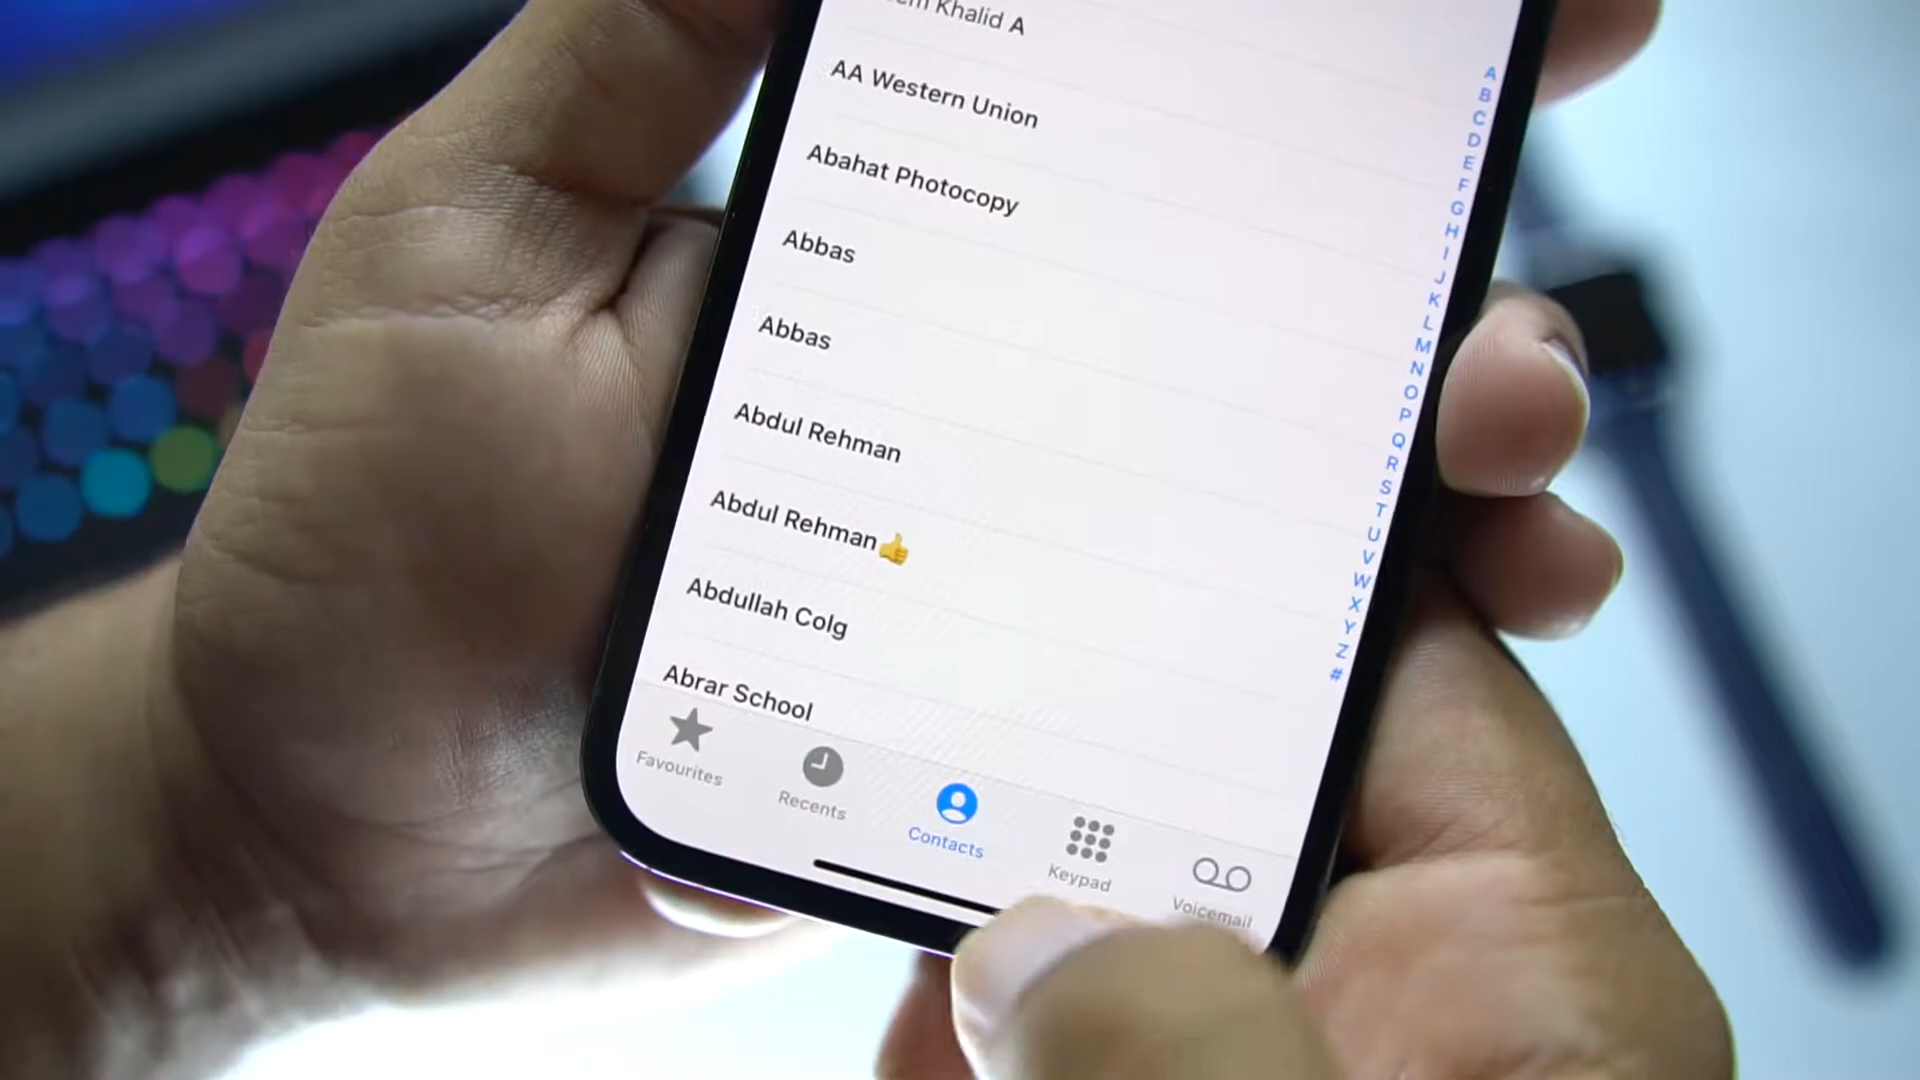 Khalid A
AA Western Union
Abahat Photocopy
Abbas
Abbas
Abdul Rehman
Abdul Rehman👍
Abdullah Colg
Abrar School
A
B
C
D
E
F
G
H
I
J
K
L
M
N
O
P
Q
R
S
T
U
V
W
X
Y
Z
#
Favourites
Recents
Contacts
Keypad
Voicemail